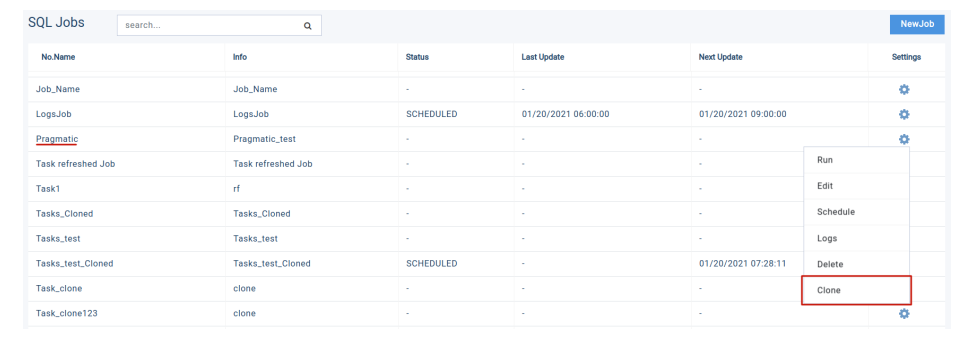 SQL Jobs search... NewJob
No.Name Info Status Last Update Next Update Settings
Job_Name Job_Name - - -
LogsJob LogsJob SCHEDULED 01/20/2021 06:00:00 01/20/2021 09:00:00
Pragmatic Pragmatic_test - - -
Task refreshed Job Task refreshed Job - - - Run
Task1 rf - - - Edit
Tasks_Cloned Tasks_Cloned - - - Schedule
Tasks_test Tasks_test - - - Logs
Tasks_test_Cloned Tasks_test_Cloned SCHEDULED - 01/20/2021 07:28:11 Delete
Task_clone clone - - - Clone
Task_clone123 clone - - -